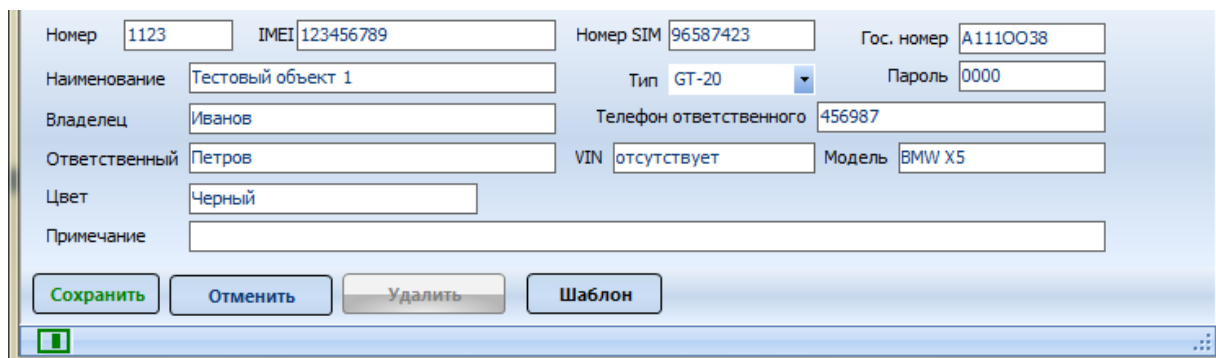 Номер 1123 IMEI 123456789 Номер SIM 96587423 Гос. номер А111ОО38
Наименование Тестовый объект 1 Тип GT-20 Пароль 0000
Владелец Иванов Телефон ответственного 456987
Ответственный Петров VIN отсутствует Модель BMW X5
Цвет Черный
Примечание
Сохранить Отменить Удалить Шаблон